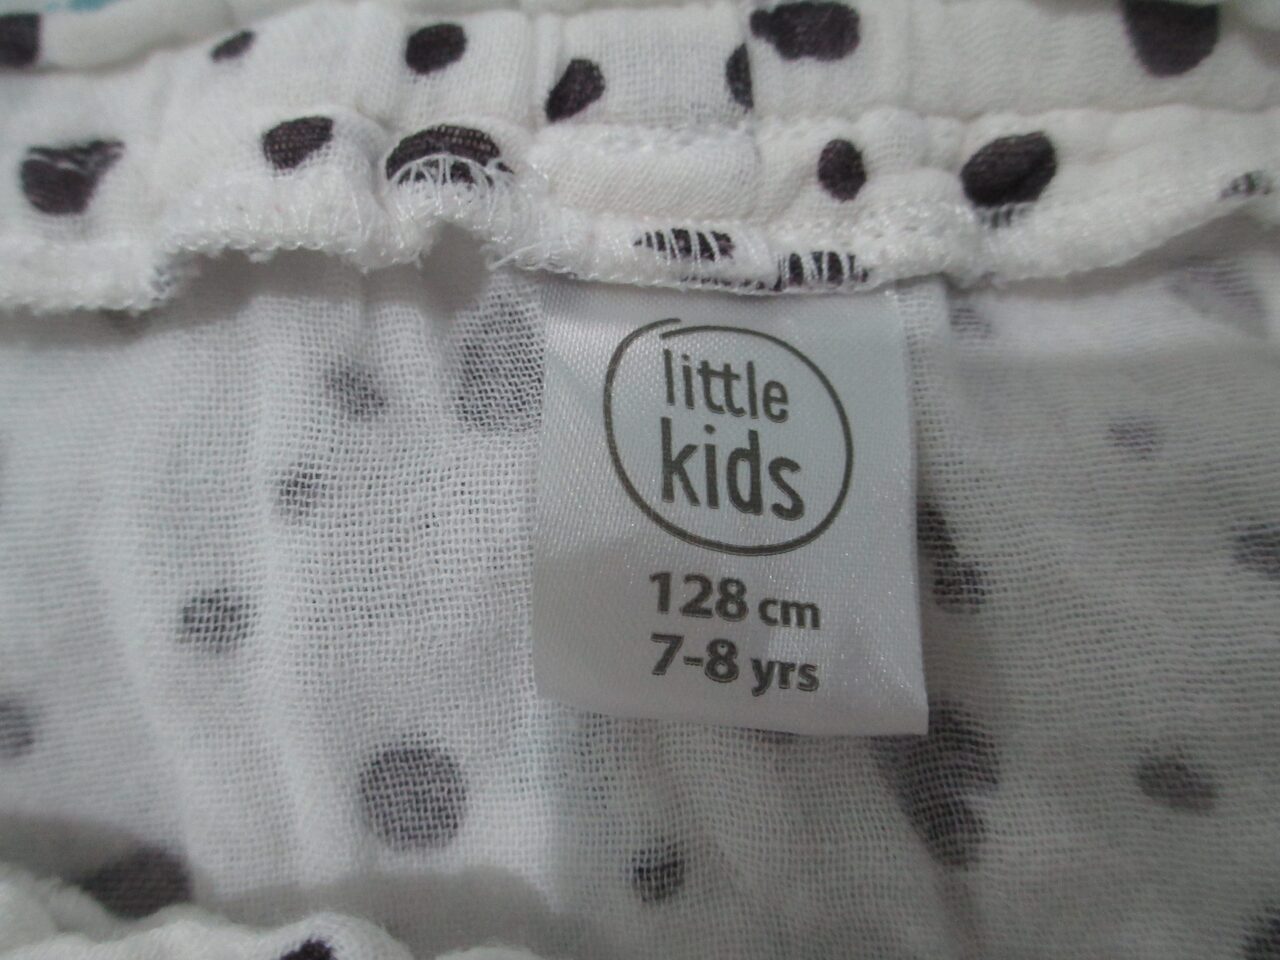 little
kids
128 cm
7-8 yrs